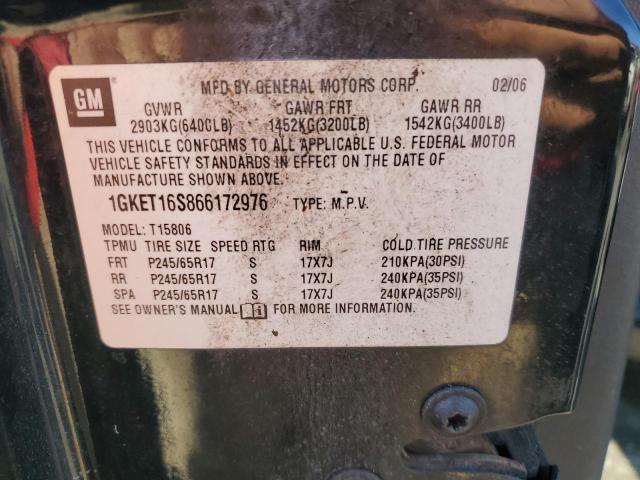 GM
MFD BY GENERAL MOTORS CORP. 02/06
GVWR GAWR FRT GAWR RR
2903KG(6400LB) 1452KG(3200LB) 1542KG(3400LB)
THIS VEHICLE CONFORMS TO ALL APPLICABLE U.S. FEDERAL MOTOR
VEHICLE SAFETY STANDARDS IN EFFECT ON THE DATE OF
MANUFACTURE SHOWN ABOVE.
1GKET16S866172976 TYPE: M.P.V.
MODEL: T15806
TPMU TIRE SIZE SPEED RTG RIM COLD TIRE PRESSURE
FRT P245/65R17 S 17X7J 210KPA(30PSI)
RR P245/65R17 S 17X7J 240KPA(35PSI)
SPA P245/65R17 S 17X7J 240KPA(35PSI)
SEE OWNER'S MANUAL FOR MORE INFORMATION.